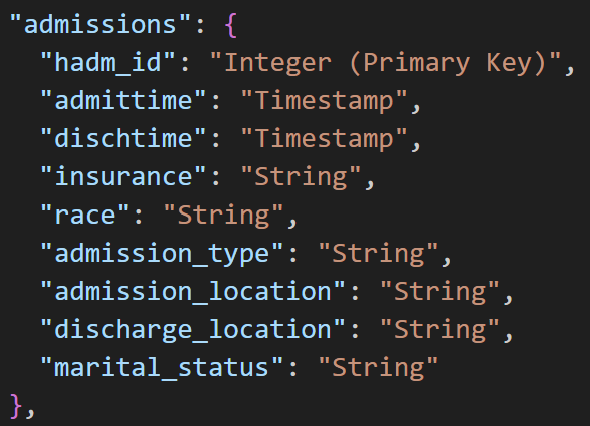 "admissions": {
"hadm_id": "Integer (Primary Key)",
"admittime": "Timestamp",
"dischtime": "Timestamp",
"insurance": "String",
"race": "String",
"admission_type": "String",
"admission_location": "String",
"discharge_location": "String",
"marital_status": "String"
},